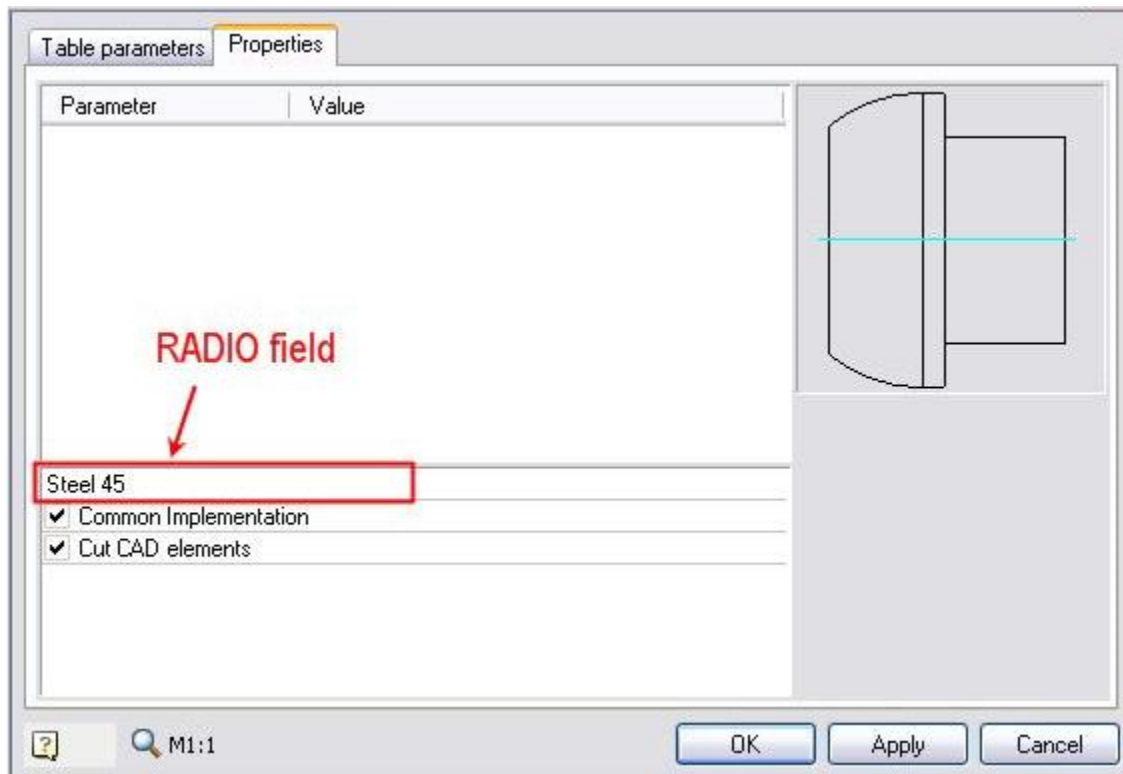 Table parameters Properties
Parameter Value
RADIO field
Steel 45
Common Implementation
Cut CAD elements
? M1:1 OK Apply Cancel